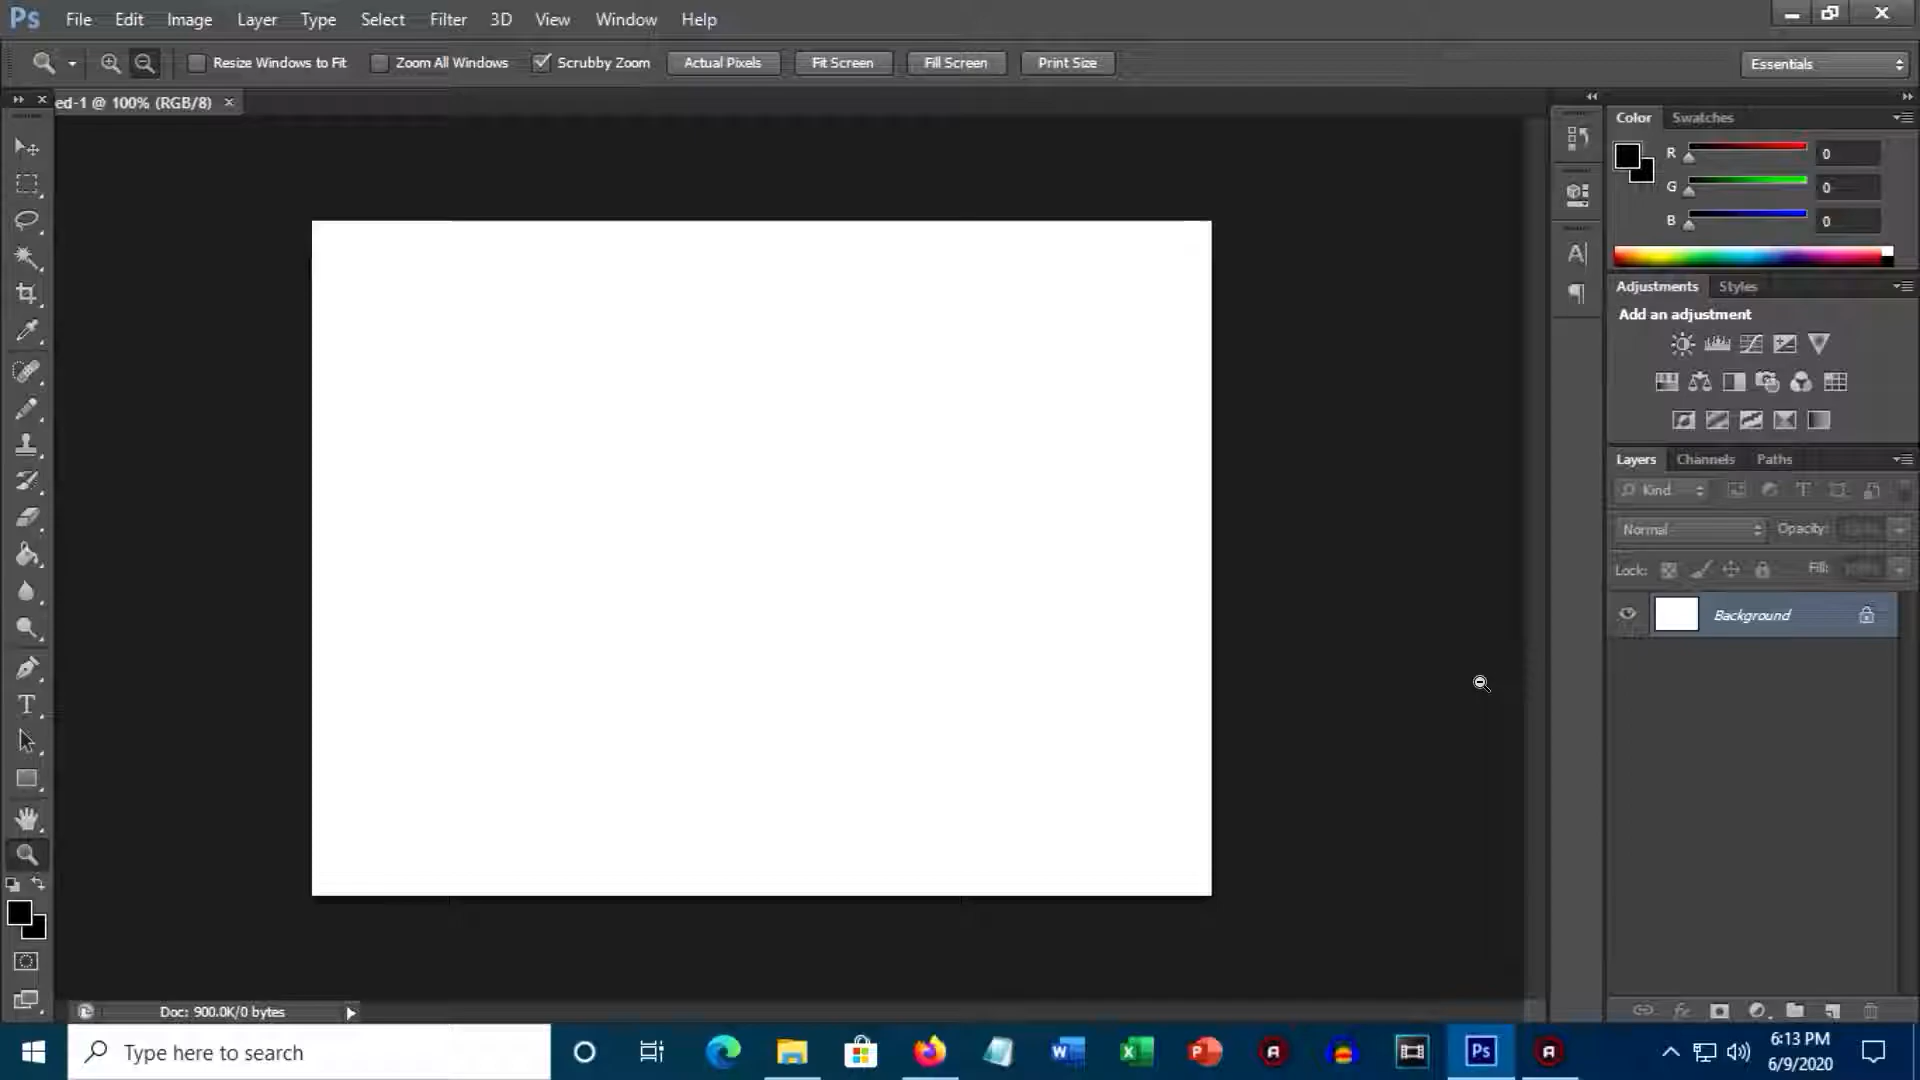 Ps File Edit Image Layer Type Select Filter 3D View Window Help
Resize Windows to Fit Zoom All Windows Scrubby Zoom Actual Pixels Fit Screen Fill Screen Print Size Essentials
ed-1 @ 100% (RGB/8) ×
Color Swatches
R 0
G 0
B 0
Adjustments Styles
Add an adjustment
Layers Channels Paths
Kind
Normal Opacity:
Lock: Fill:
Background
Doc: 900.0K/0 bytes
Type here to search
6:13 PM
6/9/2020